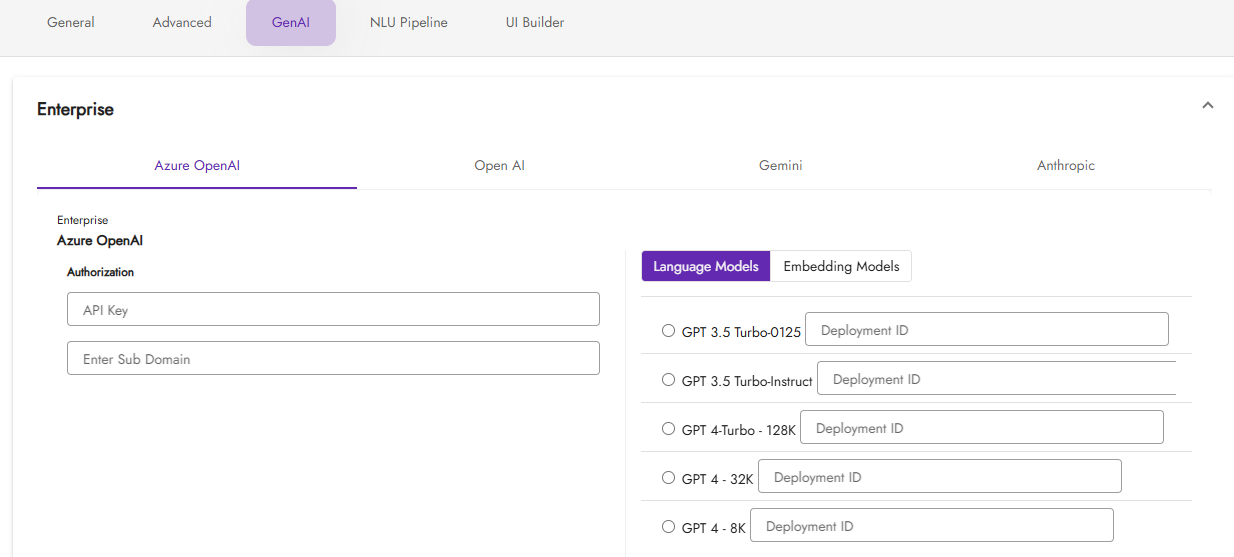 General Advanced GenAI NLU Pipeline UI Builder
Enterprise
Azure OpenAI Open AI Gemini Anthropic
Enterprise
Azure OpenAI
Authorization
API Key
Enter Sub Domain
Language Models Embedding Models
GPT 3.5 Turbo-0125 Deployment ID
GPT 3.5 Turbo-Instruct Deployment ID
GPT 4-Turbo - 128K Deployment ID
GPT 4 - 32K Deployment ID
GPT 4 - 8K Deployment ID